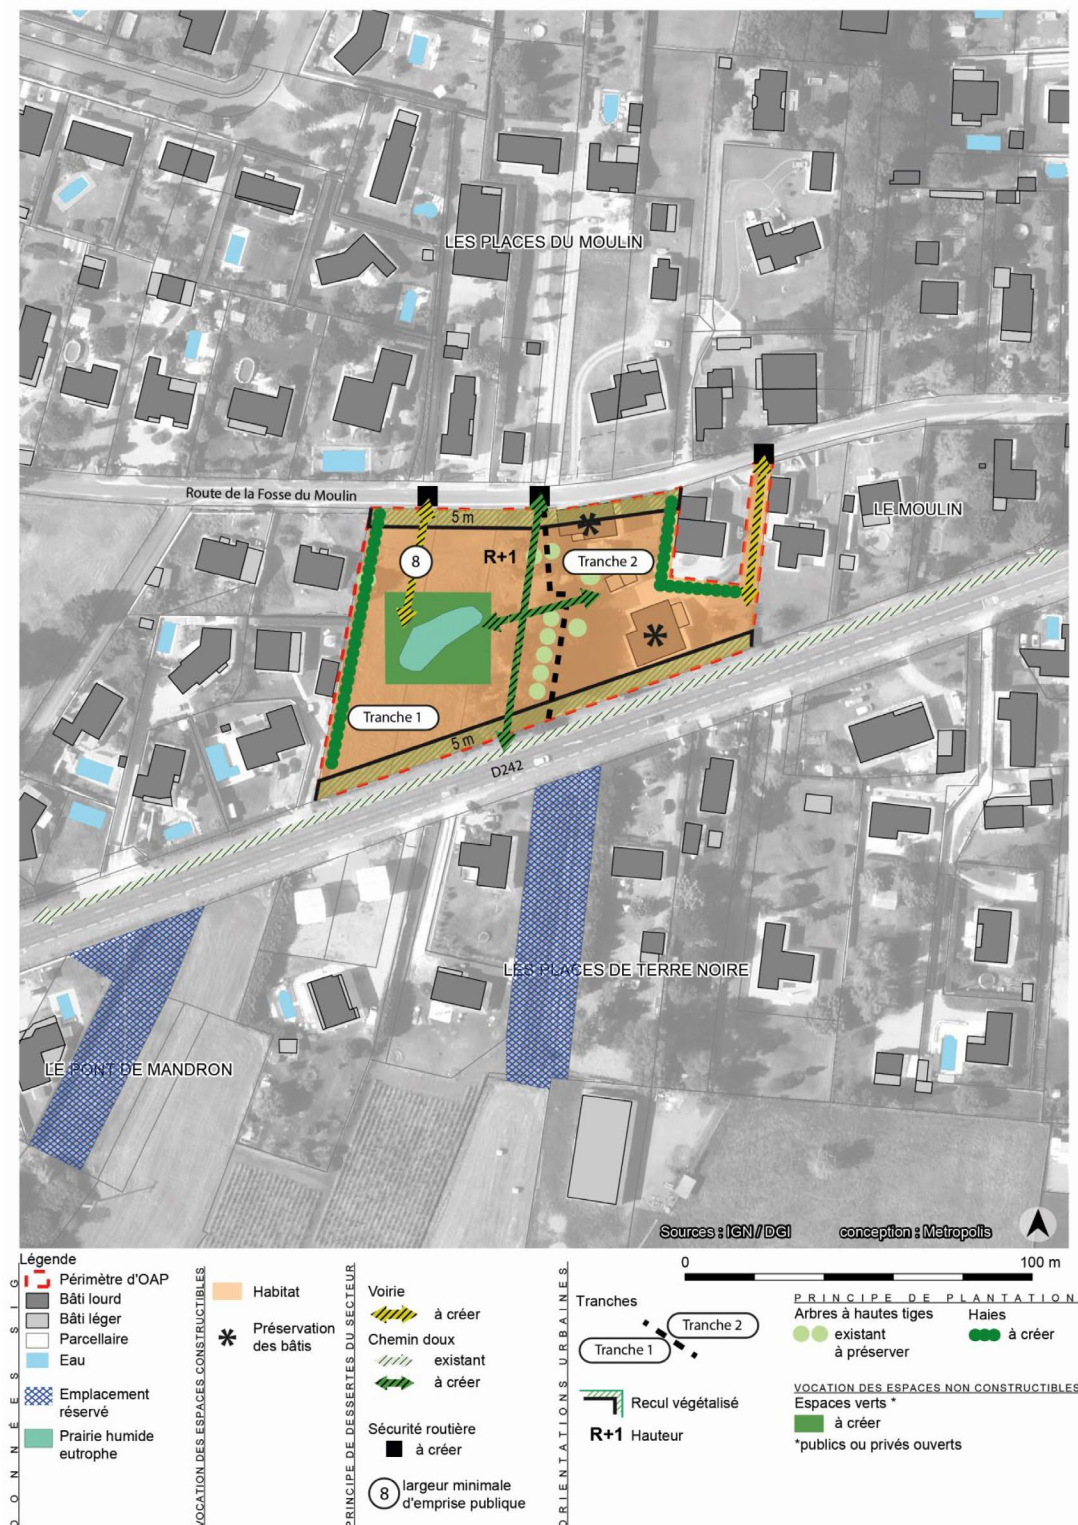 LES PLACES DU MOULIN
Route de la Fosse du Moulin
LE MOULIN
5 m
8
R+1
Tranche 2
Tranche 1
5 m
D242
LES PLACES DE TERRE NOIRE
LE PONT DE MANDRON
Sources : IGN / DGI
conception : Metropolis
Légende
DONNÉES SIG
Périmètre d'OAP
Bâti lourd
Bâti léger
Parcellaire
Eau
Emplacement
réservé
Prairie humide
eutrophe
VOCATION DES ESPACES CONSTRUCTIBLES
Habitat
Préservation
des bâtis
PRINCIPE DE DESSERTES DU SECTEUR
Voirie
à créer
Chemin doux
existant
à créer
Sécurité routière
à créer
8
largeur minimale
d'emprise publique
ORIENTATIONS URBAINES
0 100 m
Tranches
Tranche 2
Tranche 1
Recul végétalisé
R+1 Hauteur
PRINCIPE DE PLANTATION
Arbres à hautes tiges
existant
à préserver
Haies
à créer
VOCATION DES ESPACES NON CONSTRUCTIBLES
Espaces verts *
à créer
*publics ou privés ouverts